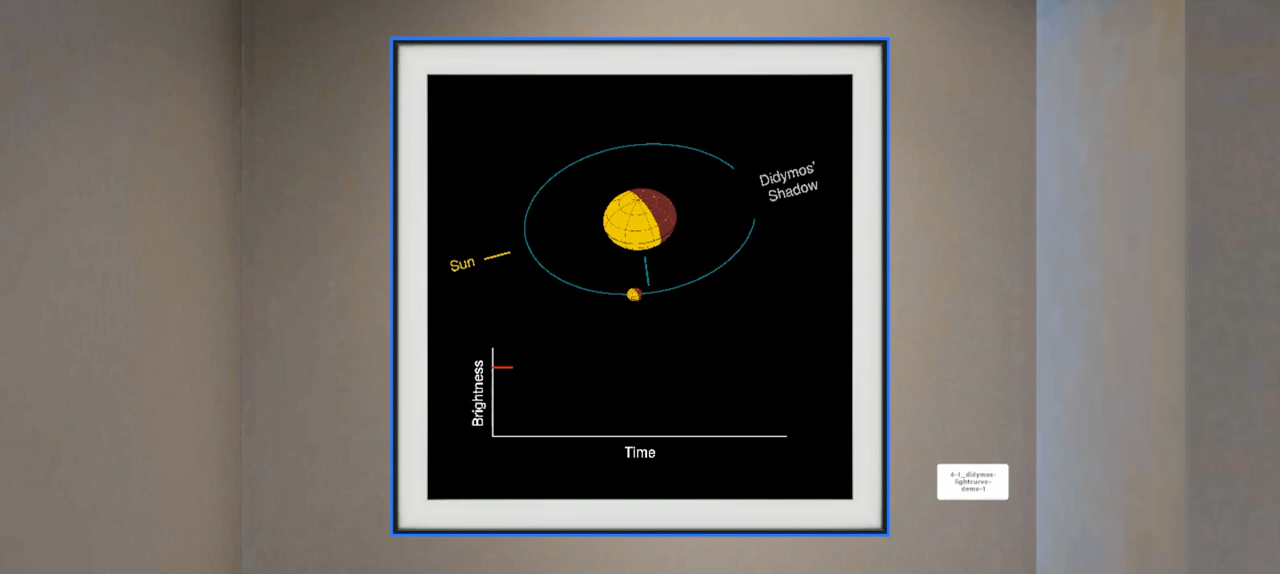 Didymos'
Shadow
Sun
Brightness
Time
4-1_didymos-
lightcurve-
demo-1